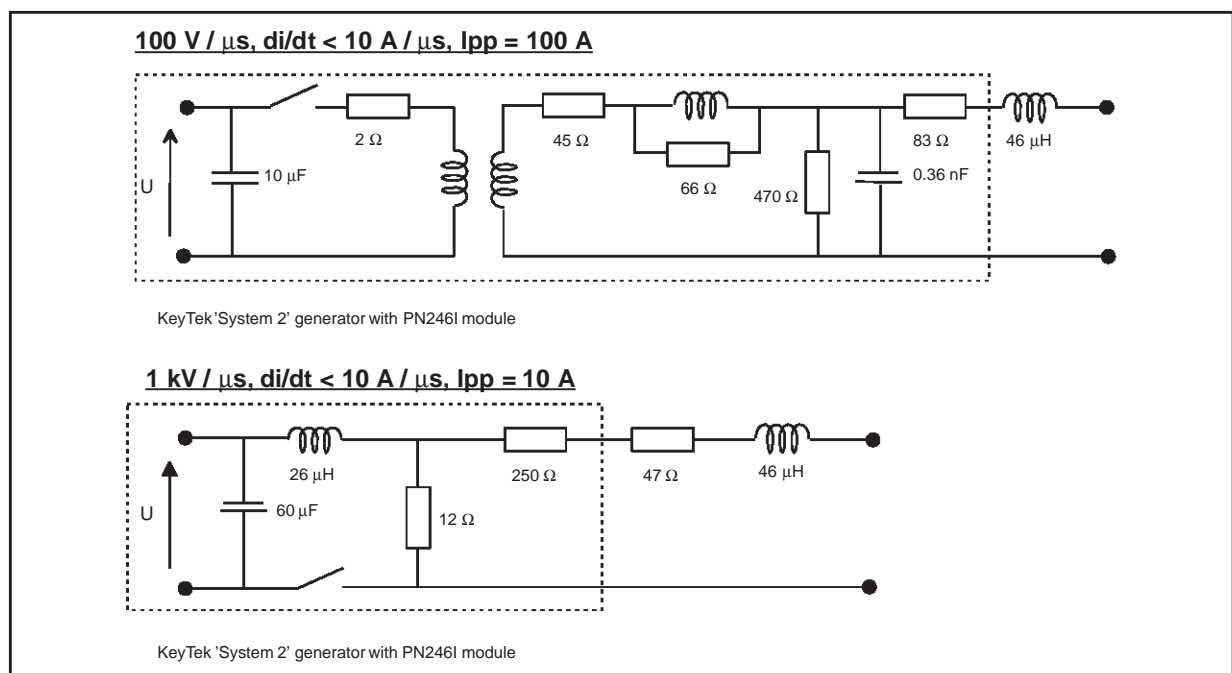 100 V / μs, di/dt < 10 A / μs, Ipp = 100 A
U
10 μF
2 Ω
45 Ω
66 Ω
470 Ω
83 Ω
0.36 nF
46 μH
KeyTek 'System 2' generator with PN246I module
1 kV / μs, di/dt < 10 A / μs, Ipp = 10 A
U
60 μF
26 μH
12 Ω
250 Ω
47 Ω
46 μH
KeyTek 'System 2' generator with PN246I module